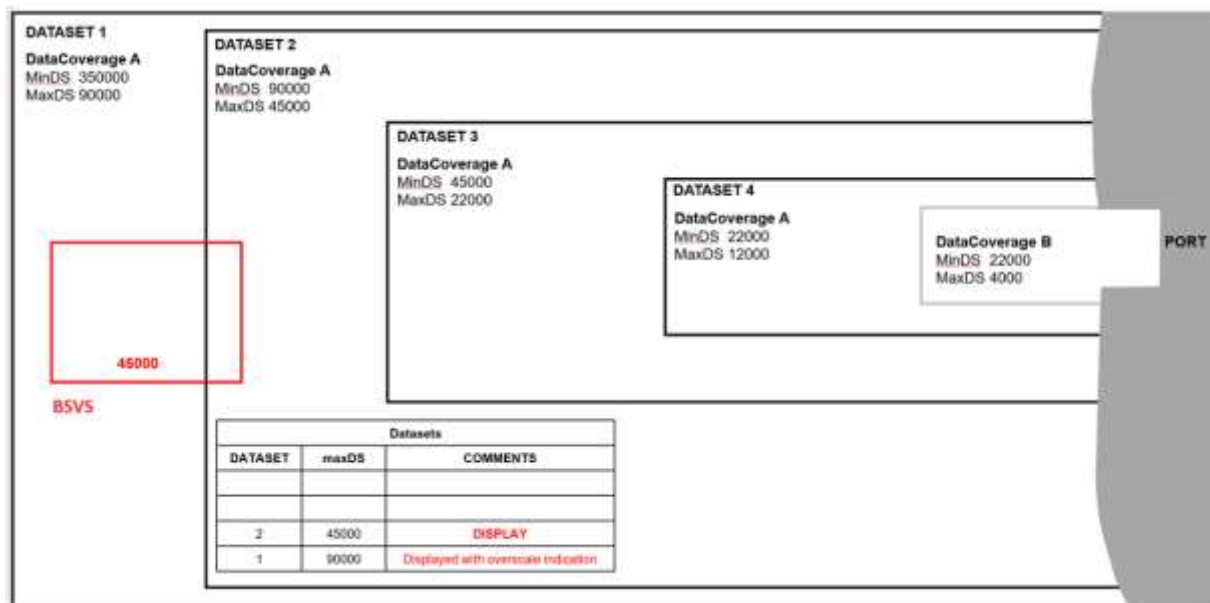 DATASET 1
DataCoverage A
MinDS 350000
MaxDS 90000
DATASET 2
DataCoverage A
MinDS 90000
MaxDS 45000
DATASET 3
DataCoverage A
MinDS 45000
MaxDS 22000
DATASET 4
DataCoverage A
MinDS 22000
MaxDS 12000
DataCoverage B
MinDS 22000
MaxDS 4000
PORT
45000
BSVS
Datasets
DATASET maxDS COMMENTS
2 45000 DISPLAY
1 90000 Displayed with overscale indication